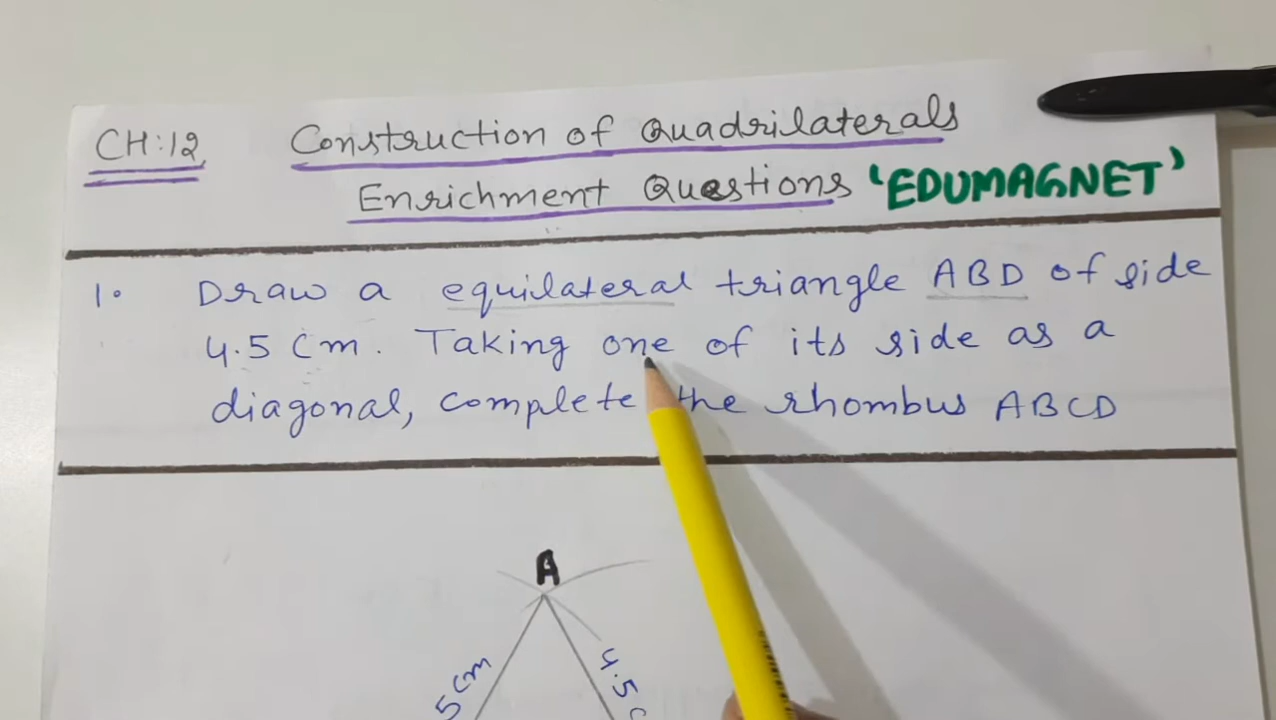 CH:12 Construction of Quadrilaterals
Enrichment Questions 'EDUMAGNET'
1. Draw a equilateral triangle ABD of side
4.5 Cm. Taking one of its side as a
diagonal, complete the rhombus ABCD
A
5 cm
4.5 c